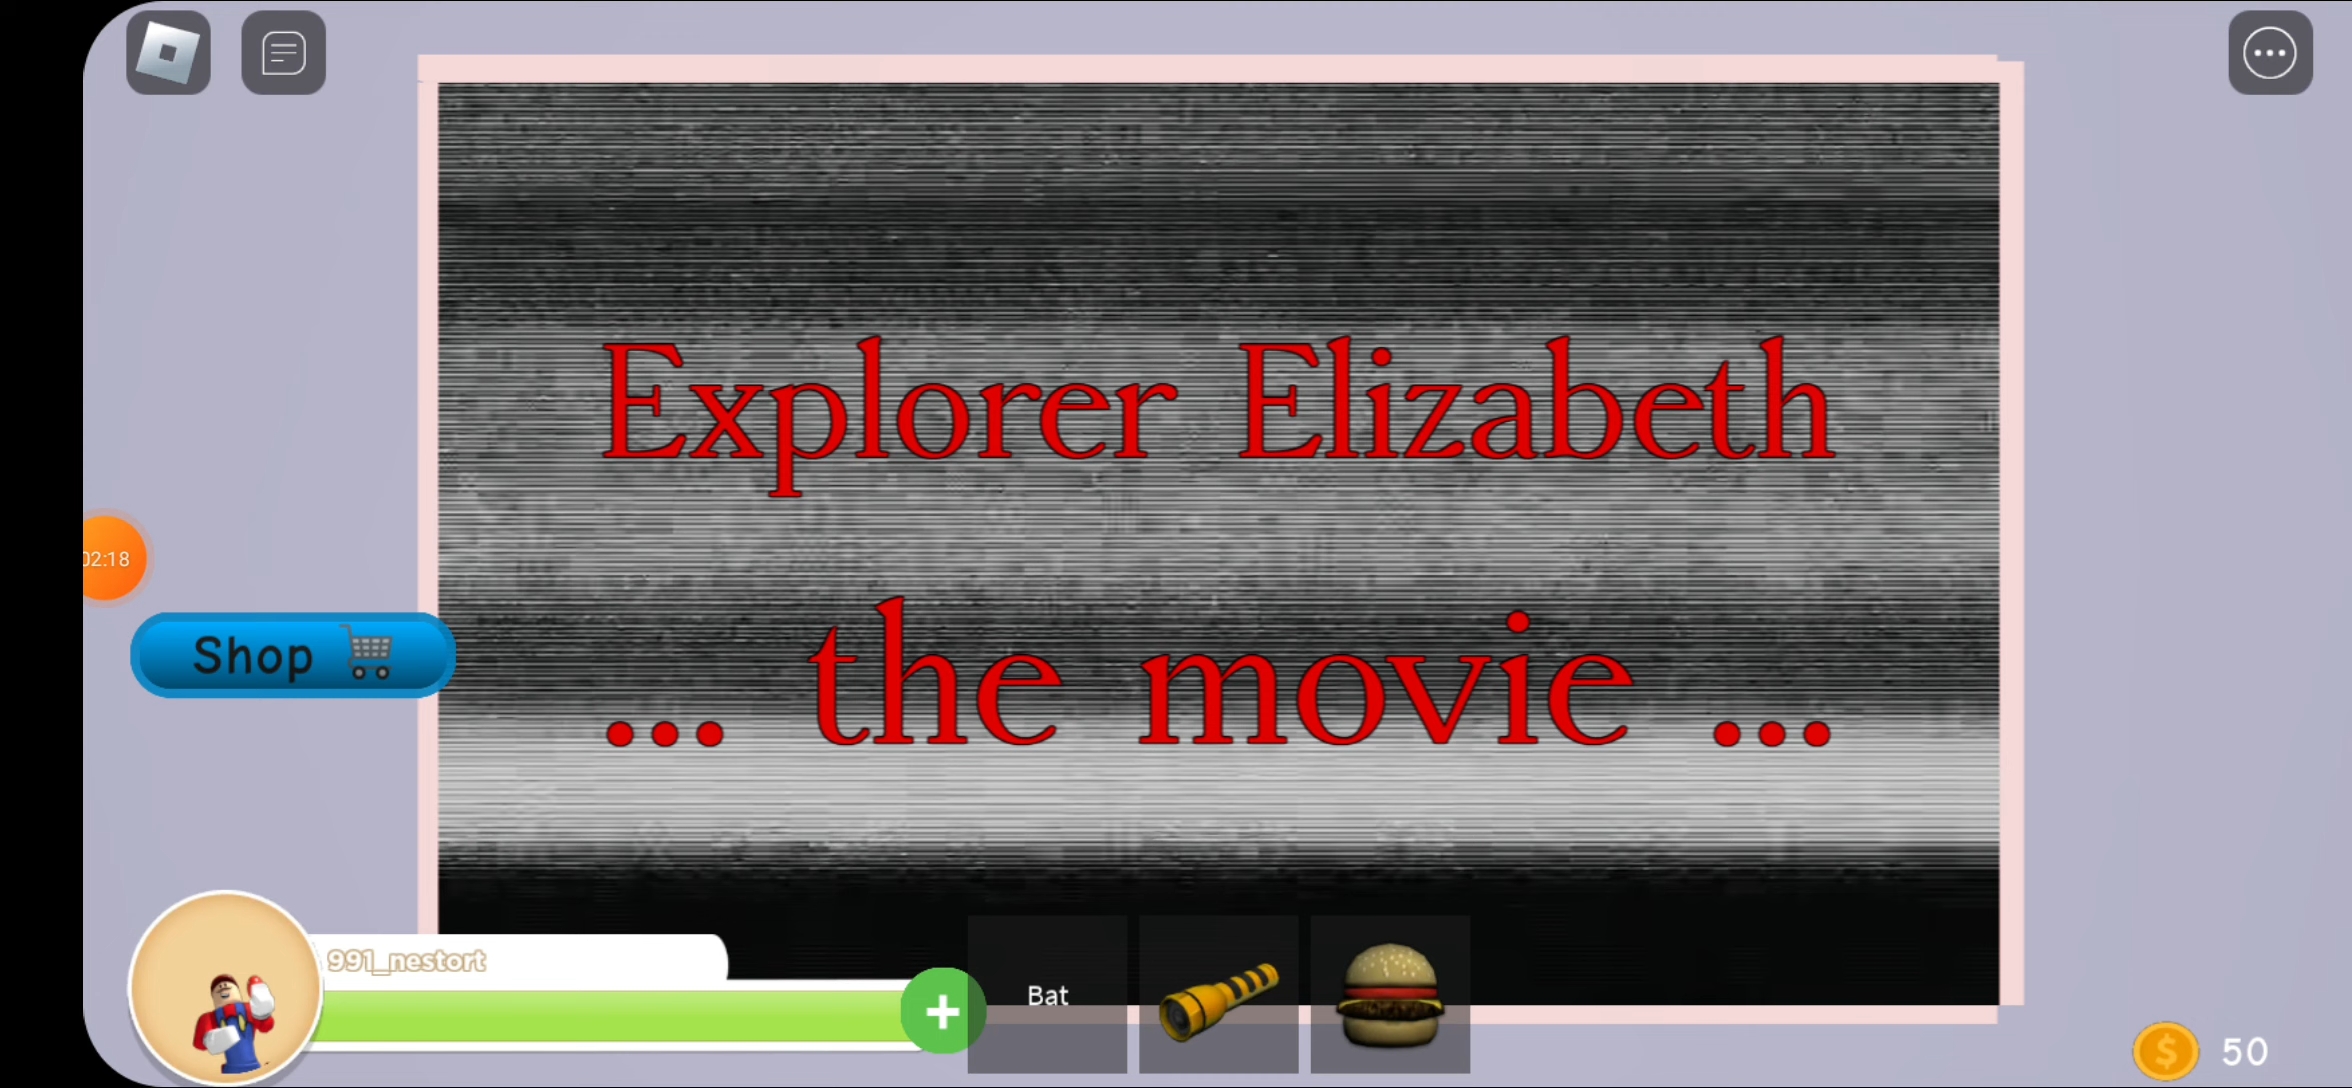 Explorer Elizabeth
... the movie ...
02:18
Shop
991_nestort
Bat
50